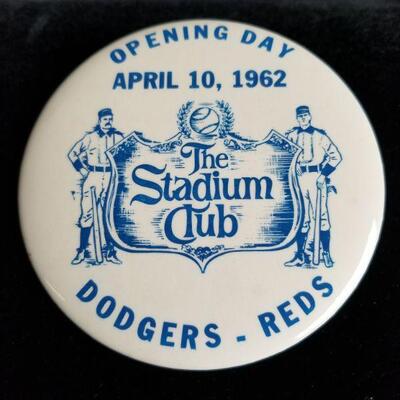 OPENING DAY
APRIL 10, 1962
The
Stadium
Club
DODGERS - REDS